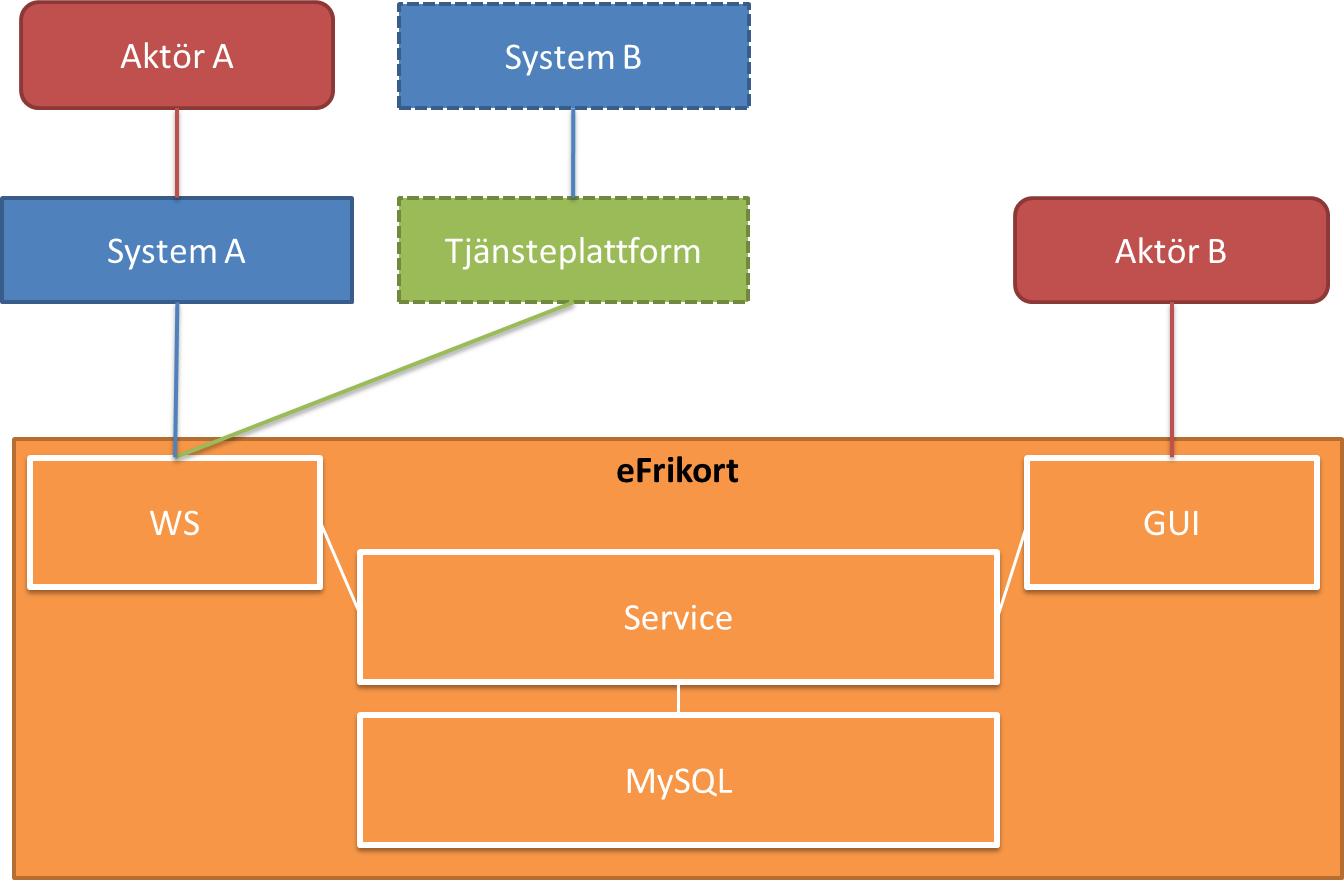 Aktör A
System B
System A
Tjänsteplattform
Aktör B
eFrikort
WS
GUI
Service
MySQL